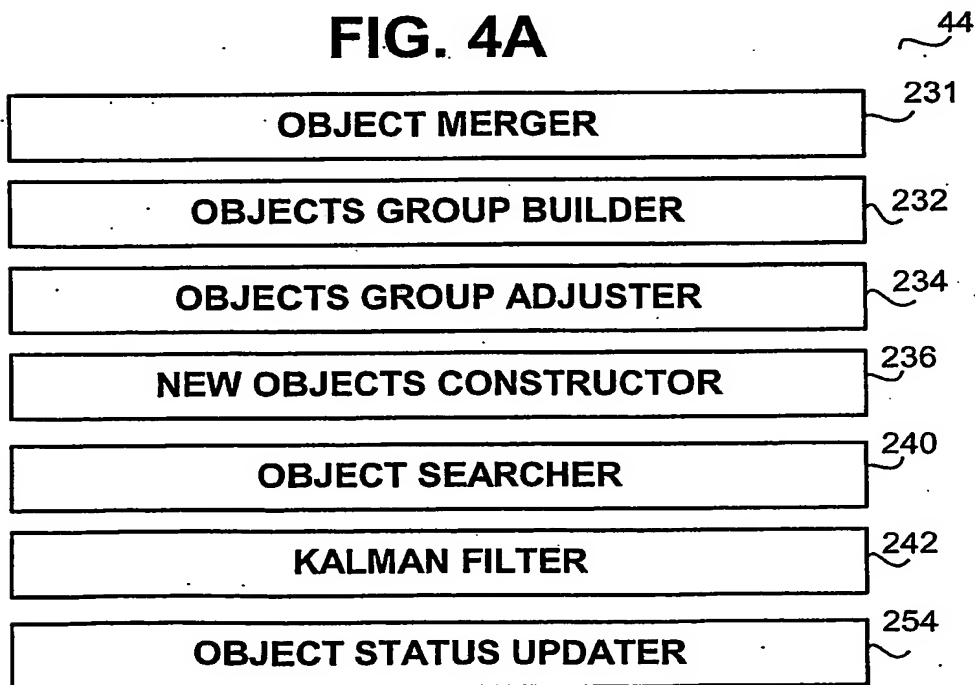 FIG. 4A
44
OBJECT MERGER 231
OBJECTS GROUP BUILDER 232
OBJECTS GROUP ADJUSTER 234
NEW OBJECTS CONSTRUCTOR 236
OBJECT SEARCHER 240
KALMAN FILTER 242
OBJECT STATUS UPDATER 254